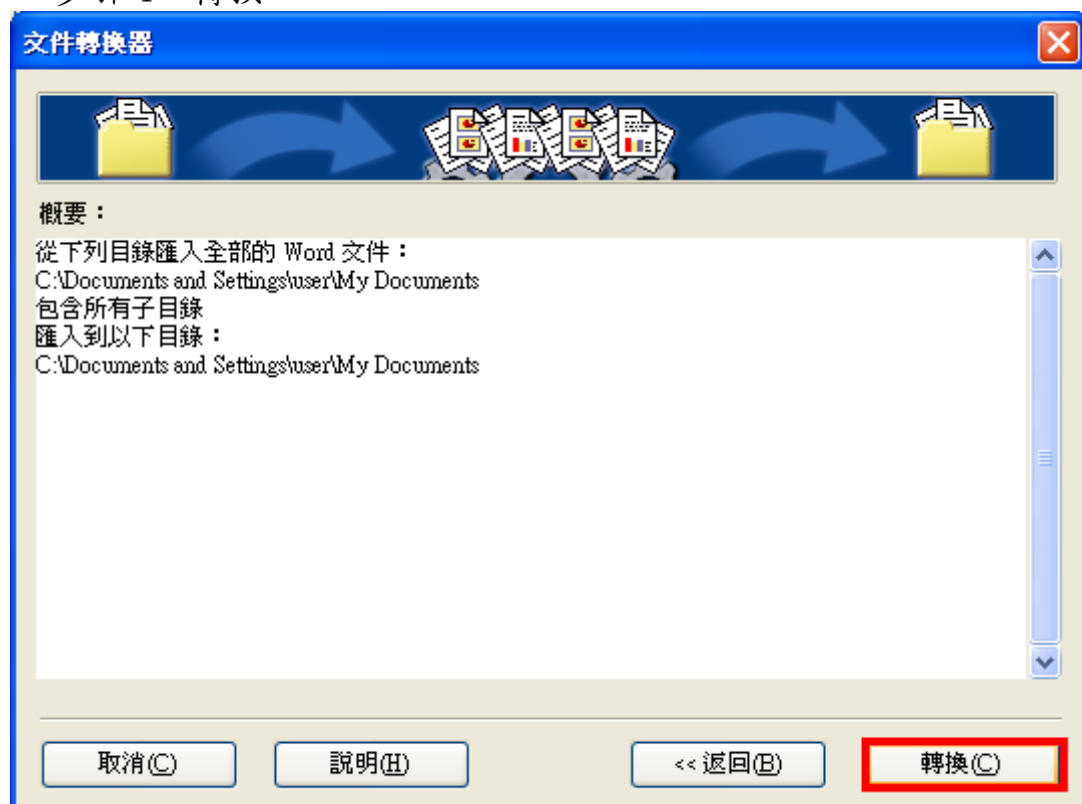 文件轉換器
概要：
從下列目錄匯入全部的 Word 文件：
C:\Documents and Settings\user\My Documents
包含所有子目錄
匯入到以下目錄：
C:\Documents and Settings\user\My Documents
取消(C)
說明(H)
<< 返回(B)
轉換(C)